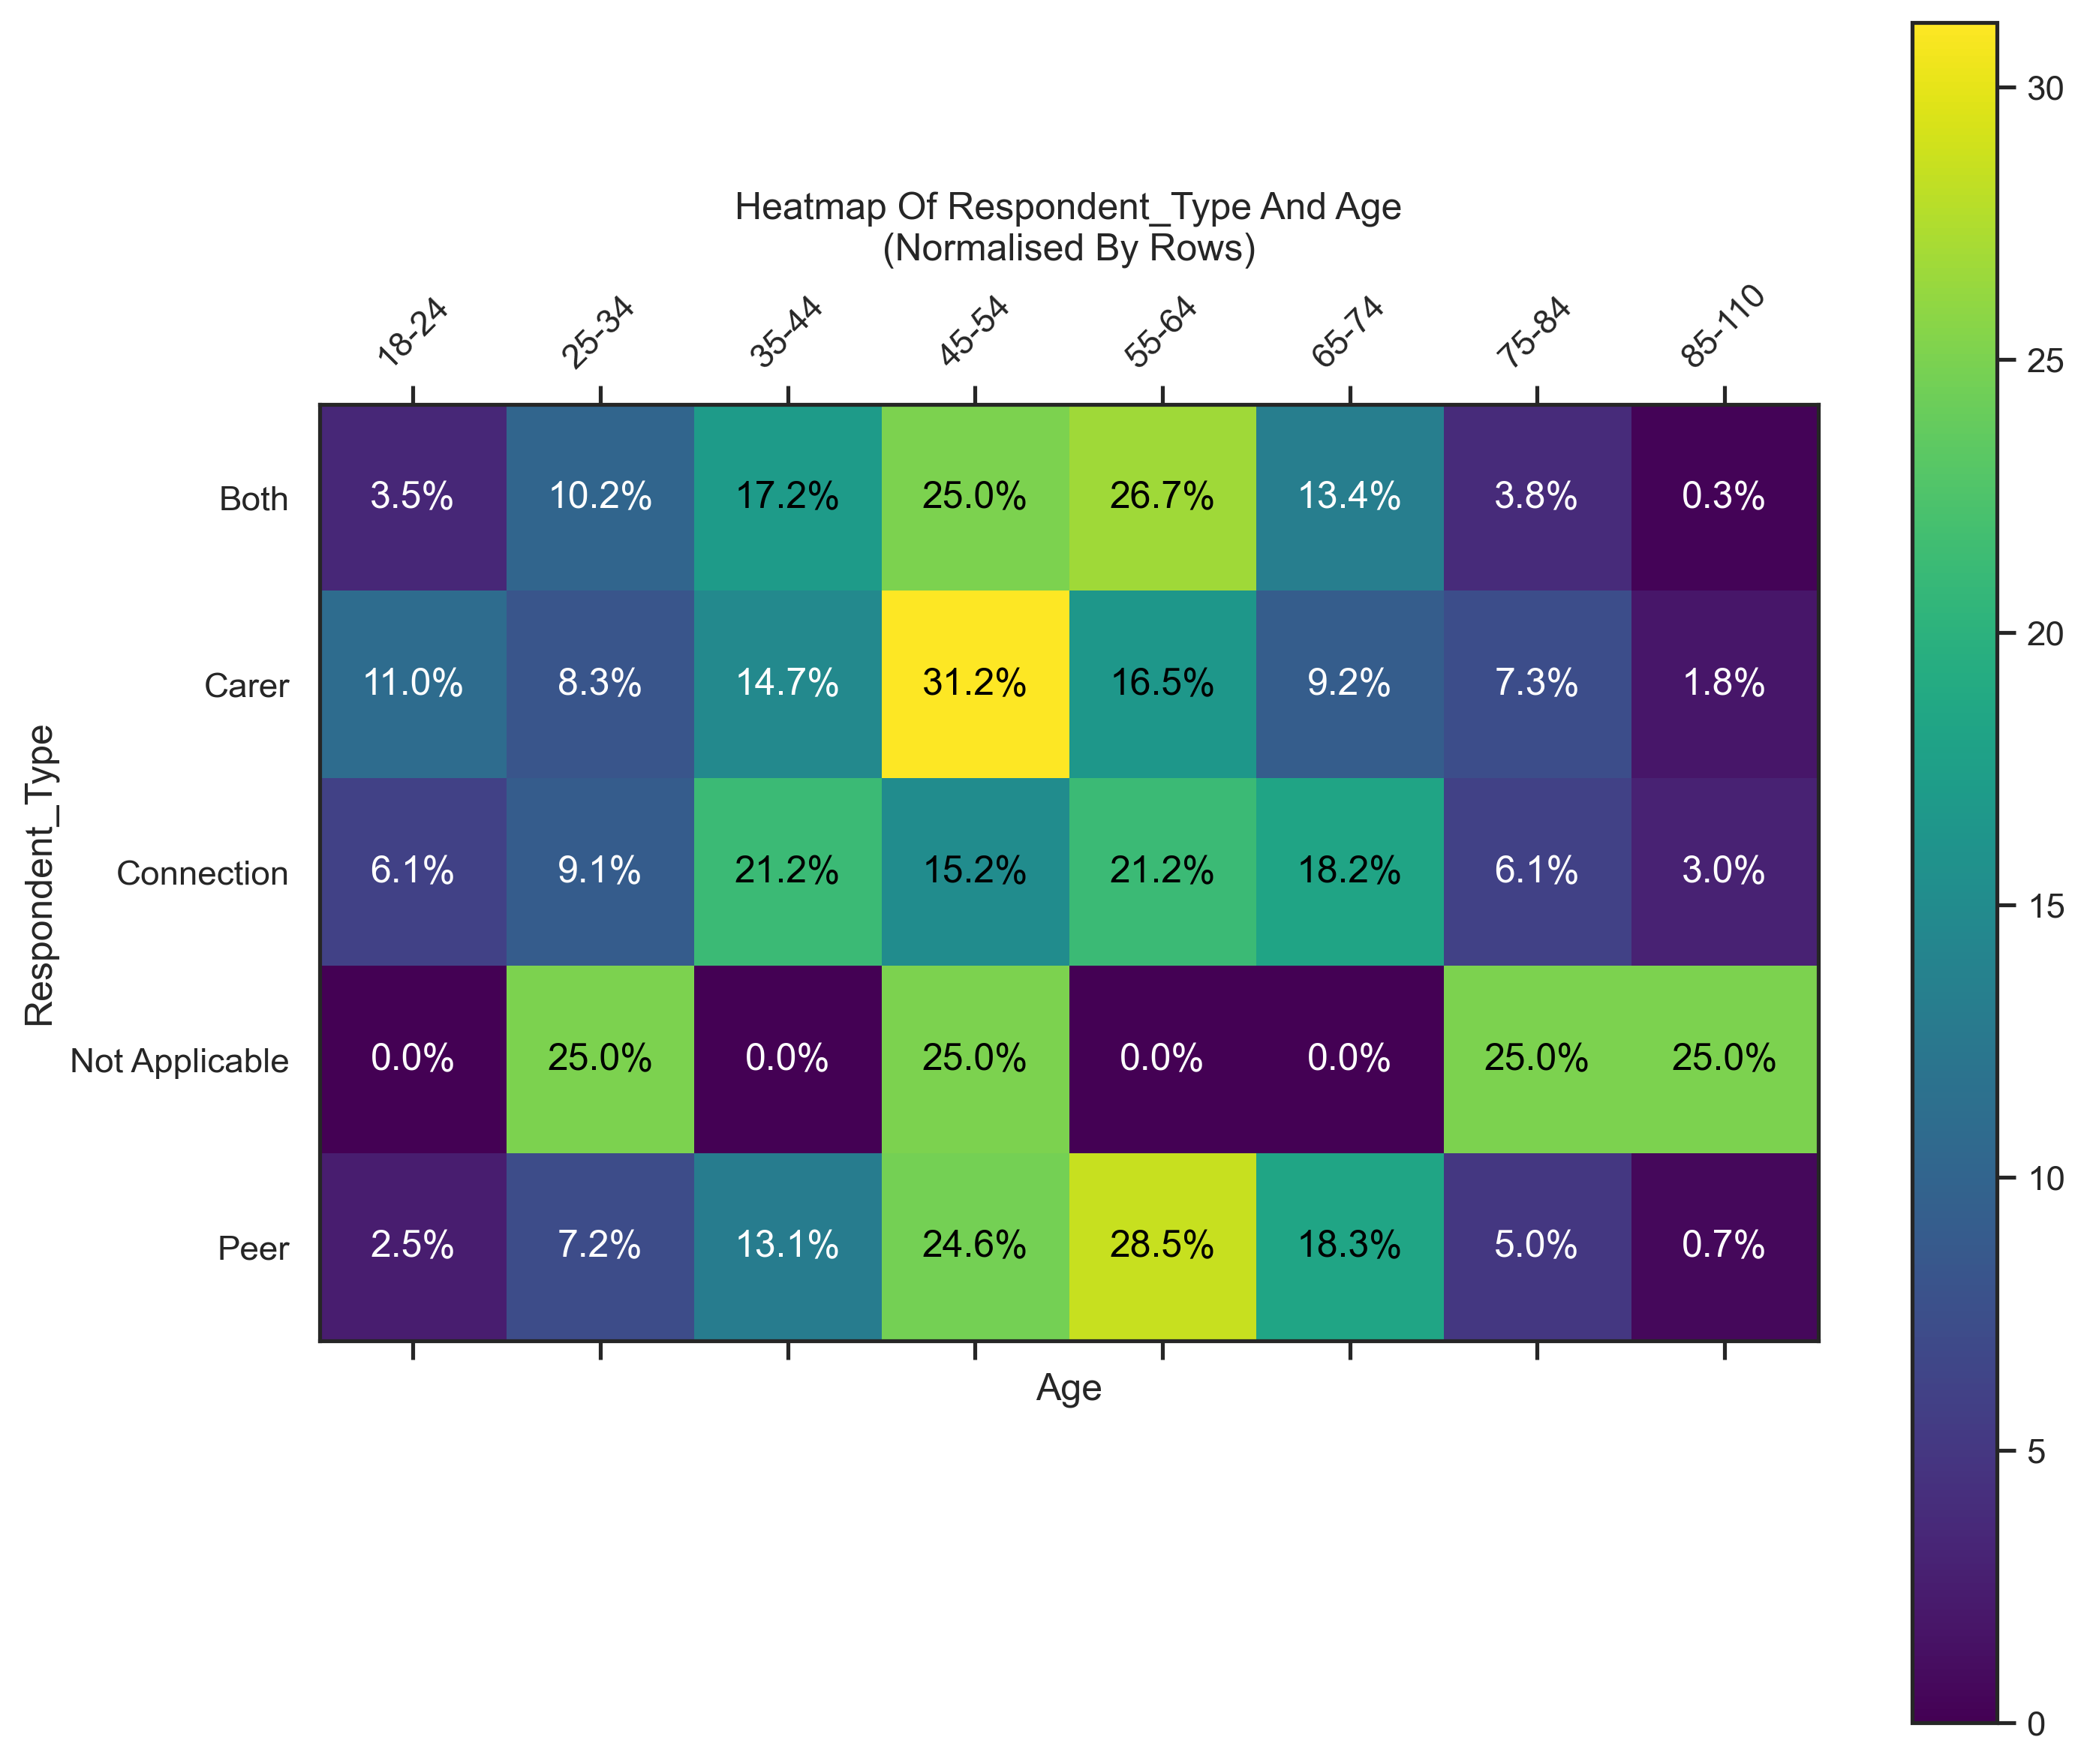 Heatmap Of Respondent_Type And Age
(Normalised By Rows)
18-24 25-34 35-44 45-54 55-64 65-74 75-84 85-110
Respondent_Type
Both 3.5% 10.2% 17.2% 25.0% 26.7% 13.4% 3.8% 0.3%
Carer 11.0% 8.3% 14.7% 31.2% 16.5% 9.2% 7.3% 1.8%
Connection 6.1% 9.1% 21.2% 15.2% 21.2% 18.2% 6.1% 3.0%
Not Applicable 0.0% 25.0% 0.0% 25.0% 0.0% 0.0% 25.0% 25.0%
Peer 2.5% 7.2% 13.1% 24.6% 28.5% 18.3% 5.0% 0.7%
Age
30
25
20
15
10
5
0